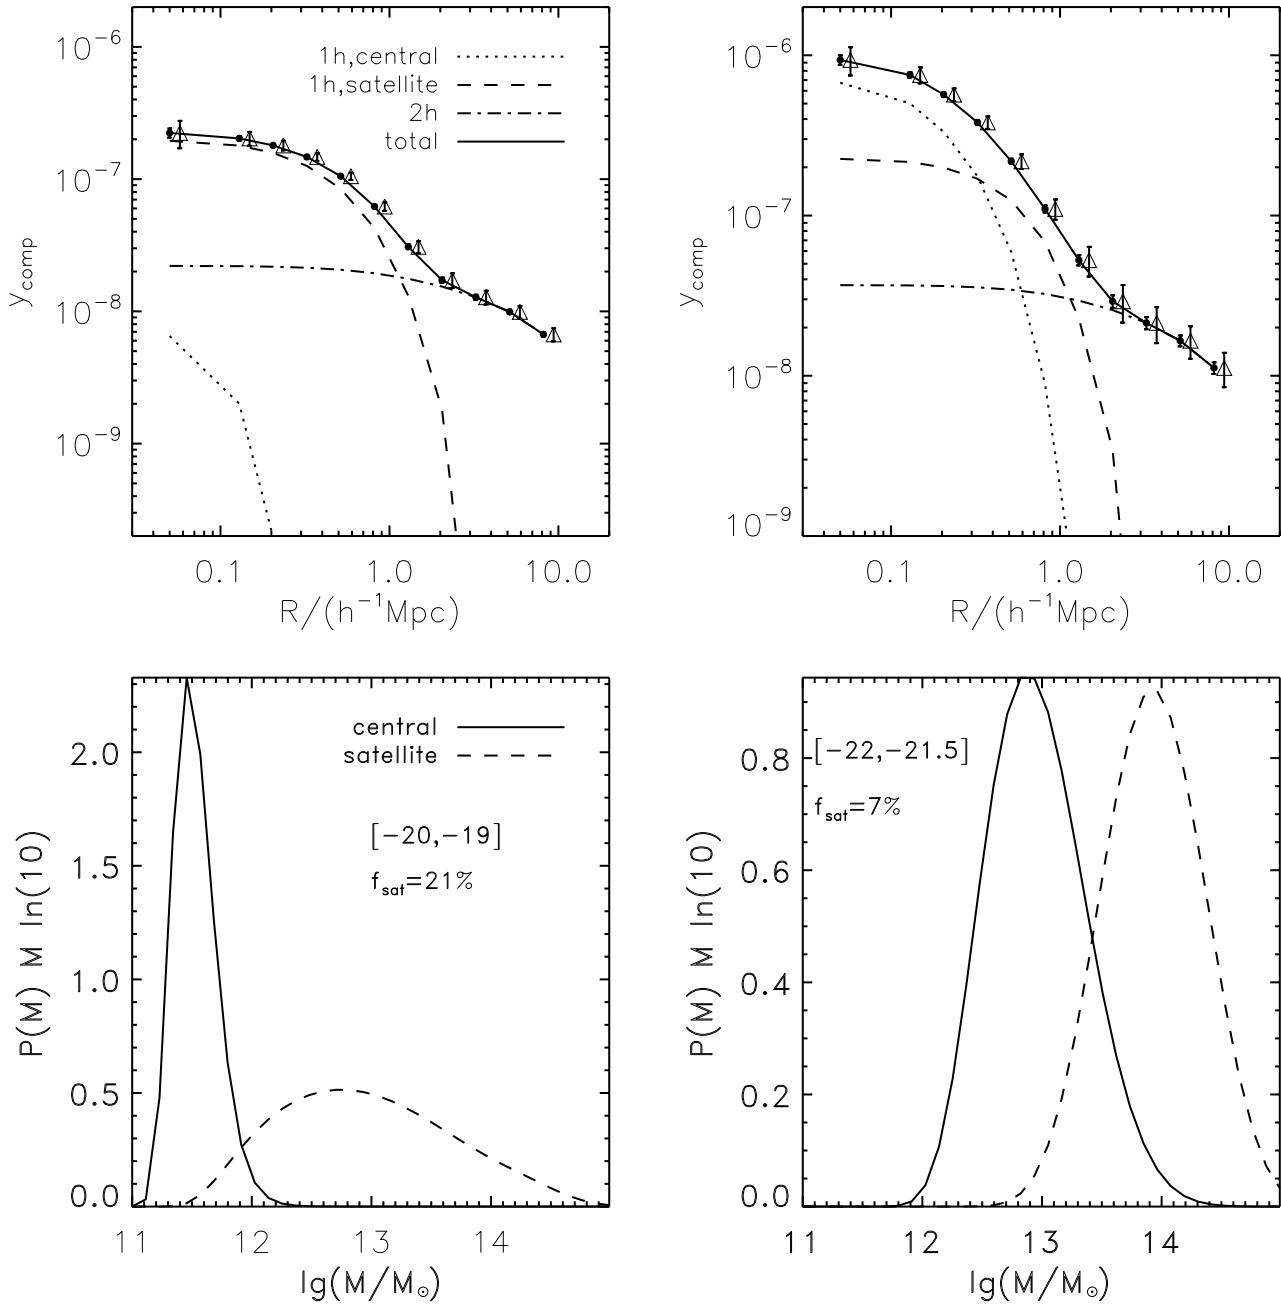 10⁻⁶
10⁻⁷
10⁻⁸
10⁻⁹
y_comp
1h,central
1h,satellite
2h
total
0.1 1.0 10.0
R/(h⁻¹Mpc)
10⁻⁶
10⁻⁷
10⁻⁸
10⁻⁹
y_comp
0.1 1.0 10.0
R/(h⁻¹Mpc)
2.0
1.5
1.0
0.5
0.0
P(M) M ln(10)
central
satellite
[−20,−19]
f_sat=21%
11 12 13 14
lg(M/M☉)
0.8
0.6
0.4
0.2
0.0
P(M) M ln(10)
[−22,−21.5]
f_sat=7%
11 12 13 14
lg(M/M☉)